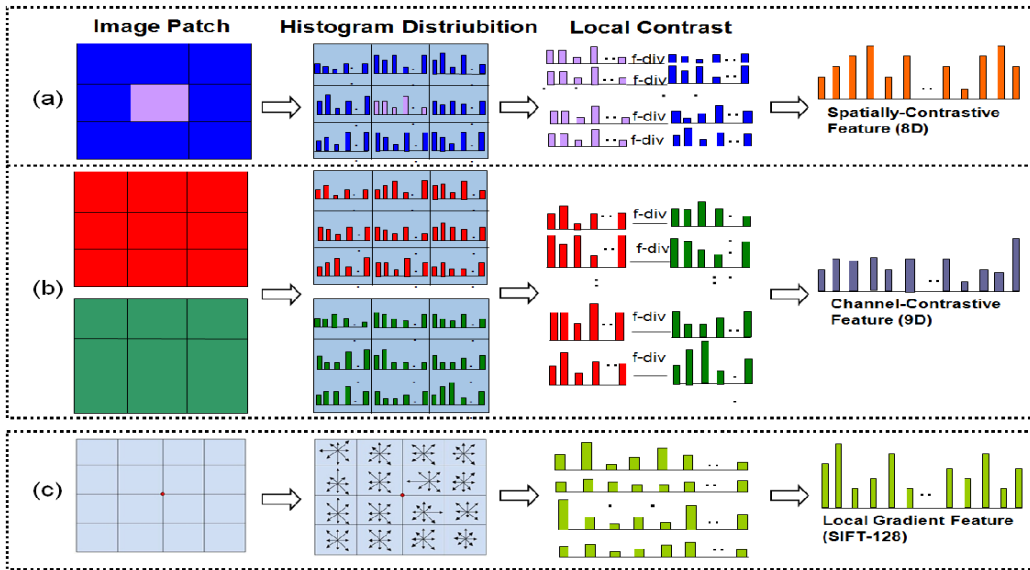 Image Patch Histogram Distriubition Local Contrast
(a)
f-div
f-div
f-div
f-div
Spatially-Contrastive
Feature (8D)
(b)
f-div
f-div
f-div
f-div
Channel-Contrastive
Feature (9D)
(c)
Local Gradient Feature
(SIFT-128)